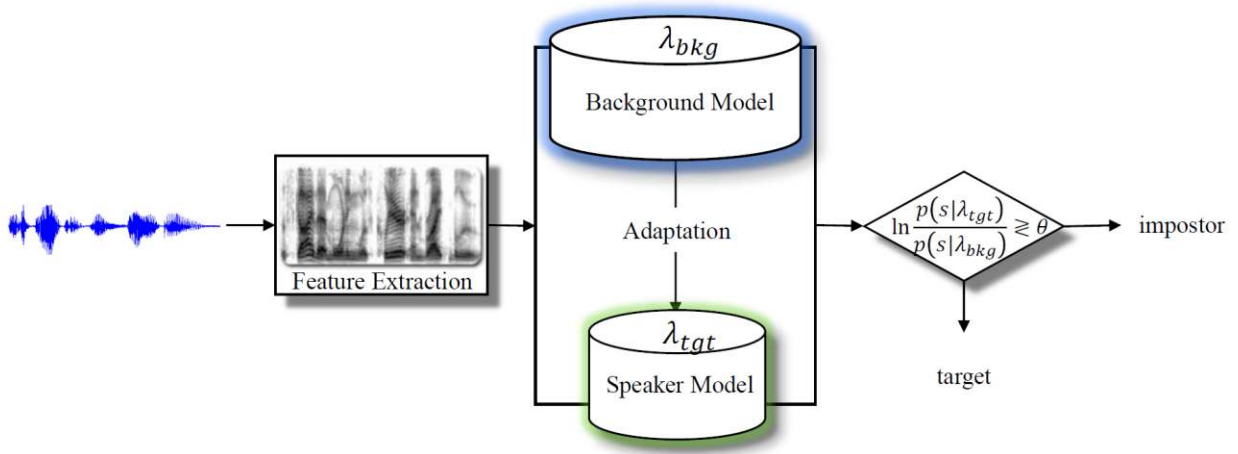 λ_bkg
Background Model
Adaptation
Feature Extraction
λ_tgt
Speaker Model
ln p(s|λ_tgt) / p(s|λ_bkg) ≷ θ
impostor
target